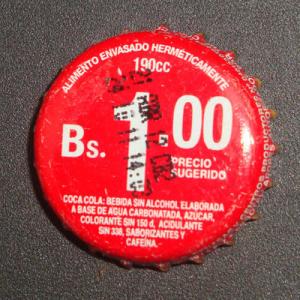 ALIMENTO ENVASADO HERMÉTICAMENTE
190cc
Bs. 1.00
PRECIO
SUGERIDO
COCA COLA: BEBIDA SIN ALCOHOL ELABORADA
A BASE DE AGUA CARBONATADA, AZUCAR,
COLORANTE SIN 150 d, ACIDULANTE
SIN 338, SABORIZANTES Y
CAFEÍNA.